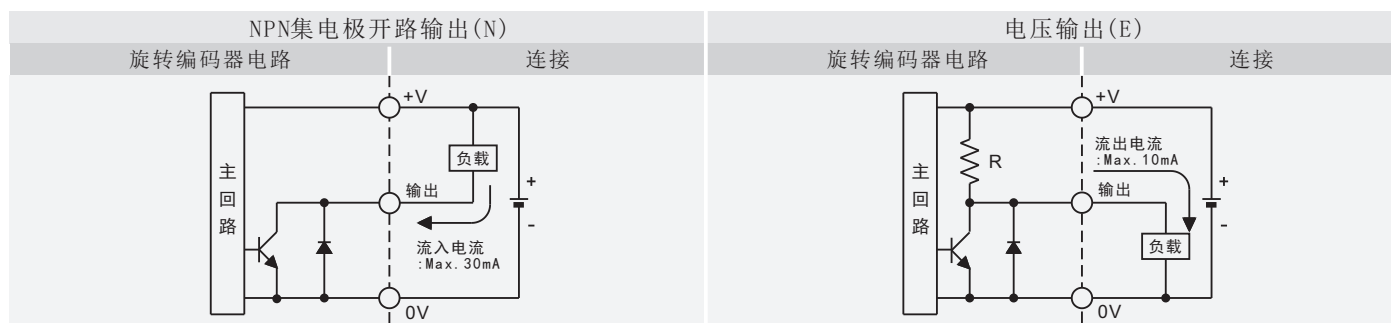 NPN集电极开路输出(N)
旋转编码器电路
连接
+V
主
回
路
负载
输出
+
-
流入电流
:Max.30mA
0V
电压输出(E)
旋转编码器电路
连接
+V
主
回
路
R
流出电流
:Max.10mA
输出
+
-
负载
0V